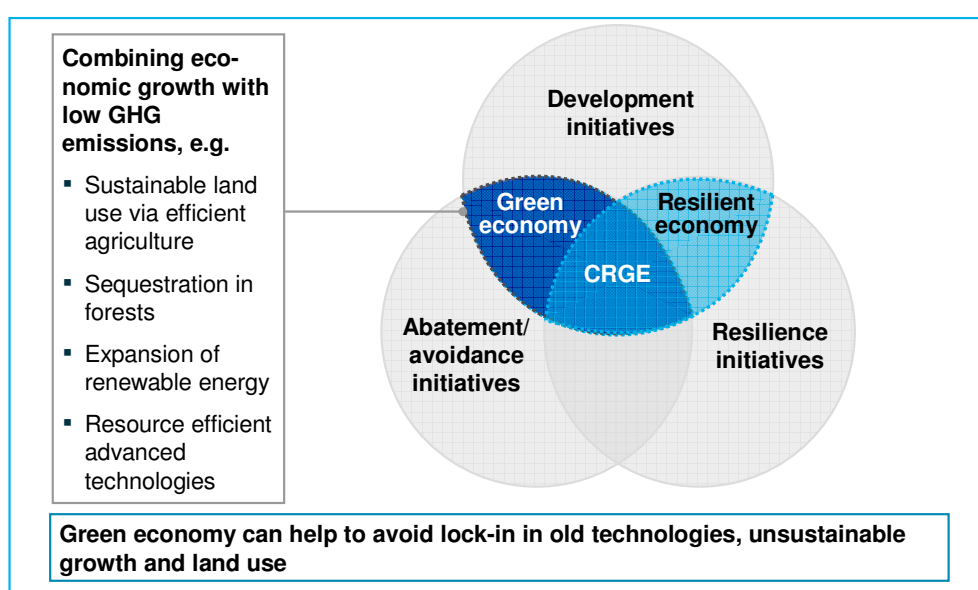 Combining eco-
nomic growth with
low GHG
emissions, e.g.
▪ Sustainable land
use via efficient
agriculture
▪ Sequestration in
forests
▪ Expansion of
renewable energy
▪ Resource efficient
advanced
technologies
Development
initiatives
Green
economy
Resilient
economy
CRGE
Abatement/
avoidance
initiatives
Resilience
initiatives
Green economy can help to avoid lock-in in old technologies, unsustainable
growth and land use